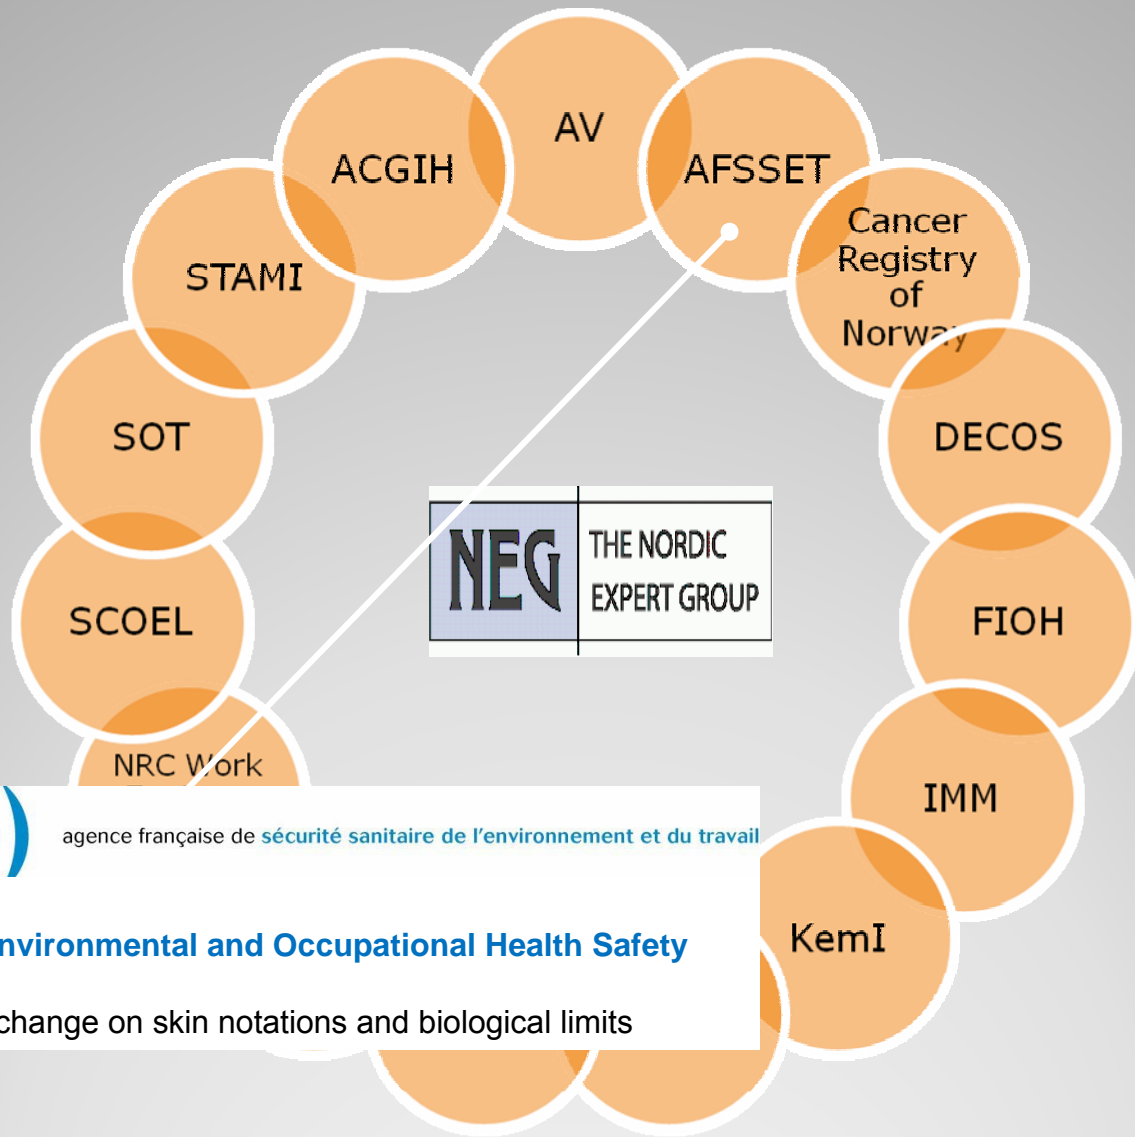 AV
ACGIH
AFSSET
Cancer
Registry
of
Norway
STAMI
SOT
DECOS
NEG
THE NORDIC
EXPERT GROUP
SCOEL
FIOH
NRC Work
IMM
agence française de sécurité sanitaire de l'environnement et du travail
KemI
nvironmental and Occupational Health Safety
change on skin notations and biological limits